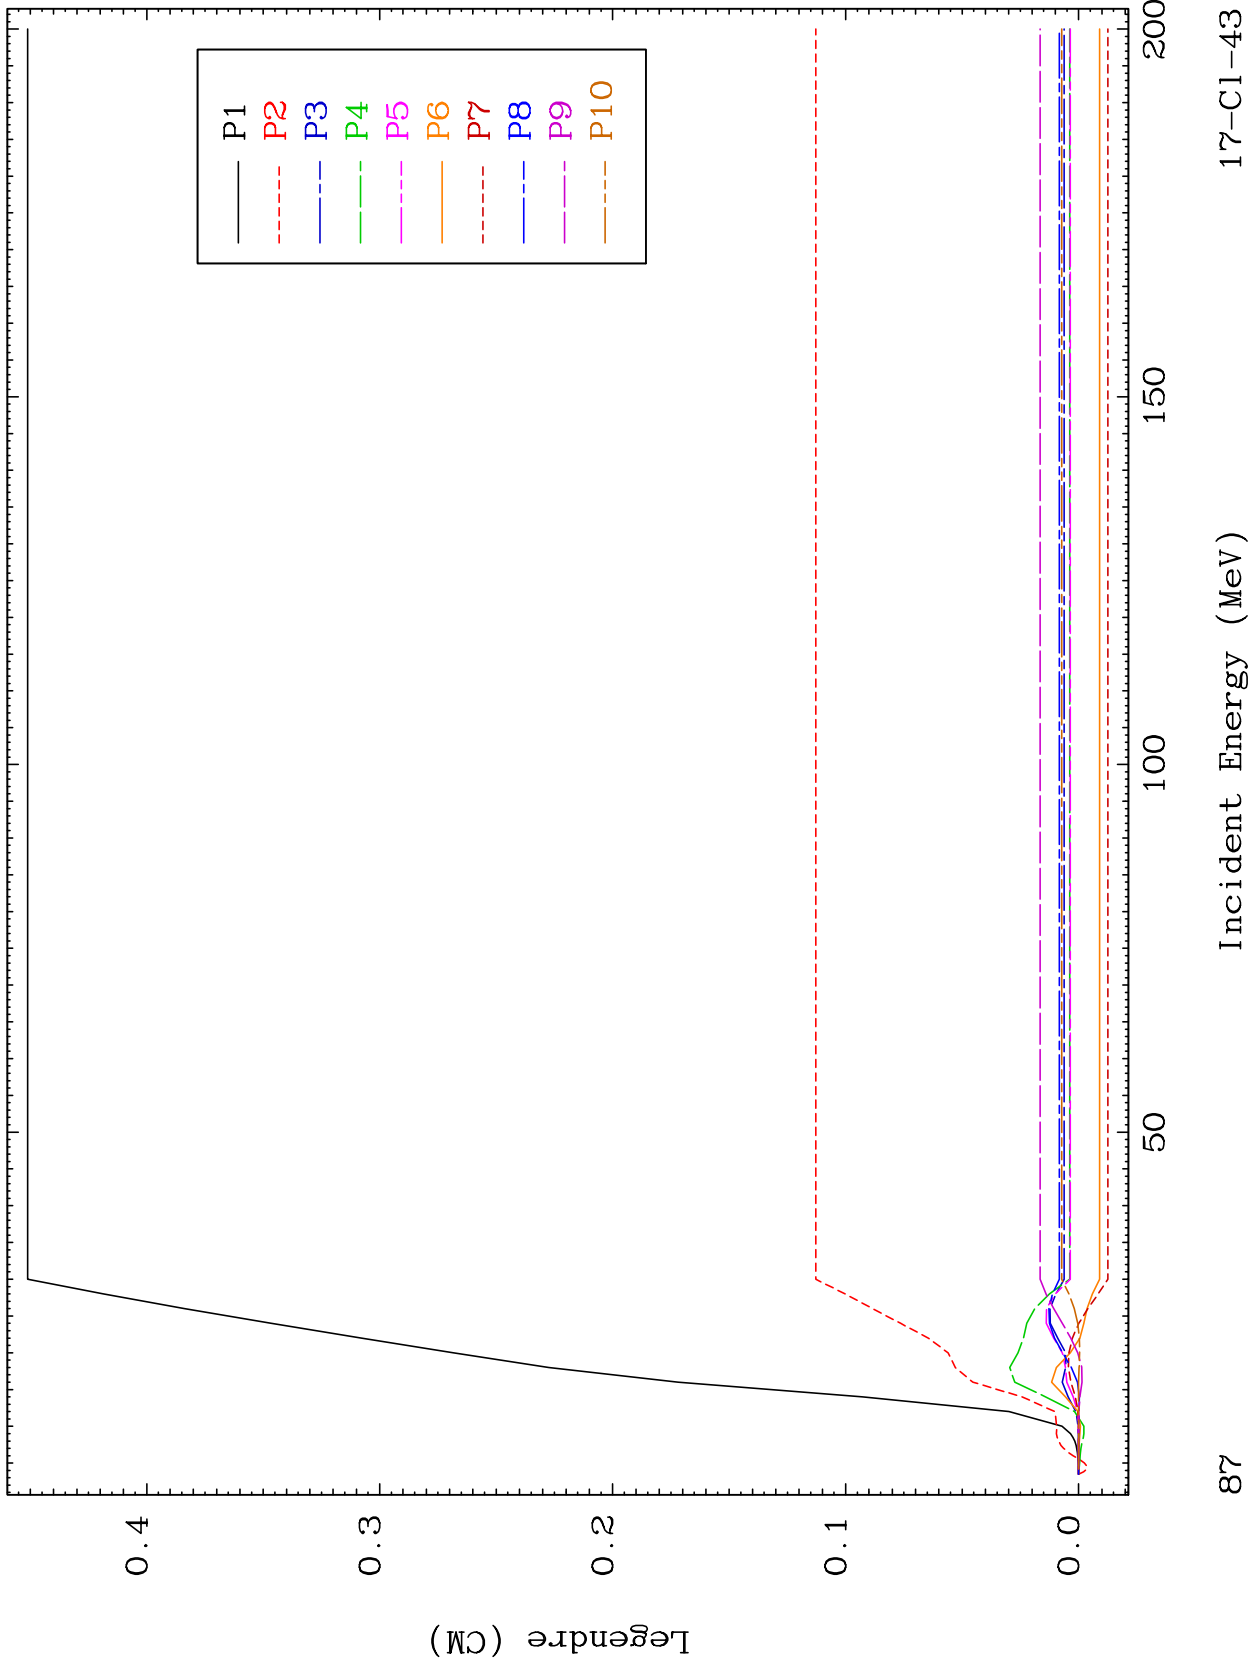 Legendre (CM)
0.4
0.3
0.2
0.1
0.0
P1
P2
P3
P4
P5
P6
P7
P8
P9
P10
50
100
150
200
87
Incident Energy (MeV)
17-Cl-43